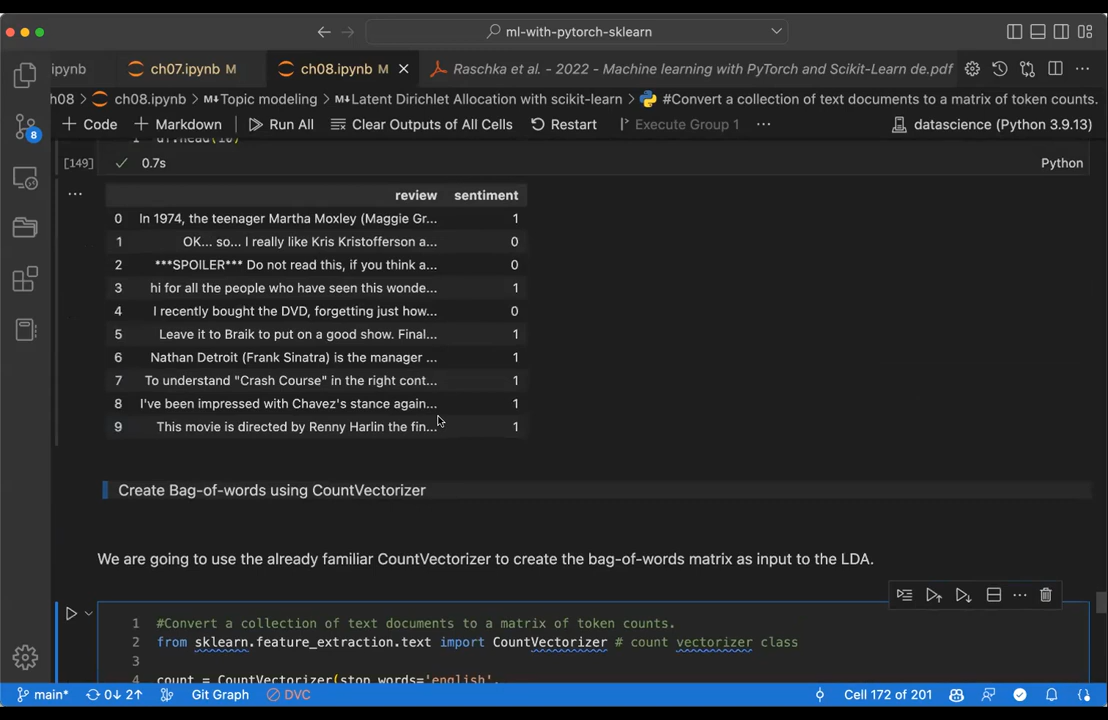 ml-with-pytorch-sklearn
ipynb ch07.ipynb M ch08.ipynb M Raschka et al. - 2022 - Machine learning with PyTorch and Scikit-Learn de.pdf
h08 > ch08.ipynb > M↓Topic modeling > M↓Latent Dirichlet Allocation with scikit-learn > #Convert a collection of text documents to a matrix of token counts.
+ Code + Markdown Run All Clear Outputs of All Cells Restart Execute Group 1 ... datascience (Python 3.9.13)
1 df.head(10)
[149] ✓ 0.7s Python
... review sentiment
0 In 1974, the teenager Martha Moxley (Maggie Gr... 1
1 OK... so... I really like Kris Kristofferson a... 0
2 ***SPOILER*** Do not read this, if you think a... 0
3 hi for all the people who have seen this wonde... 1
4 I recently bought the DVD, forgetting just how... 0
5 Leave it to Braik to put on a good show. Final... 1
6 Nathan Detroit (Frank Sinatra) is the manager ... 1
7 To understand "Crash Course" in the right cont... 1
8 I've been impressed with Chavez's stance again... 1
9 This movie is directed by Renny Harlin the fin... 1
Create Bag-of-words using CountVectorizer
We are going to use the already familiar CountVectorizer to create the bag-of-words matrix as input to the LDA.
1 #Convert a collection of text documents to a matrix of token counts.
2 from sklearn.feature_extraction.text import CountVectorizer # count vectorizer class
3
4 count = CountVectorizer(stop_words='english',
8
main* 0↓ 2↑ Git Graph DVC Cell 172 of 201